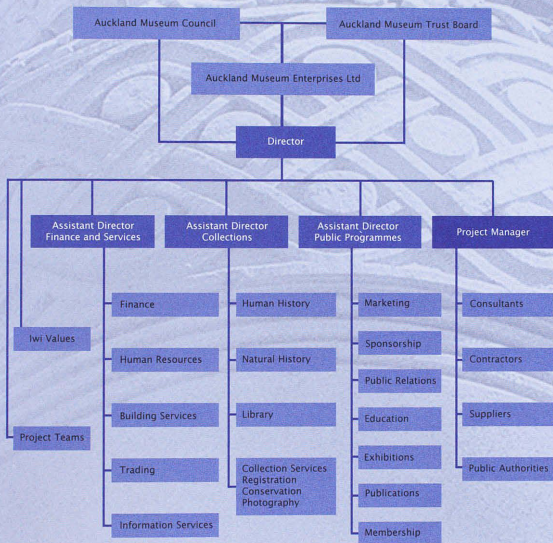 Auckland Museum Council
Auckland Museum Trust Board
Auckland Museum Enterprises Ltd
Director
Assistant Director
Finance and Services
Assistant Director
Collections
Assistant Director
Public Programmes
Project Manager
Iwi Values
Project Teams
Finance
Human Resources
Building Services
Trading
Information Services
Human History
Natural History
Library
Collection Services
Registration
Conservation
Photography
Marketing
Sponsorship
Public Relations
Education
Exhibitions
Publications
Membership
Consultants
Contractors
Suppliers
Public Authorities